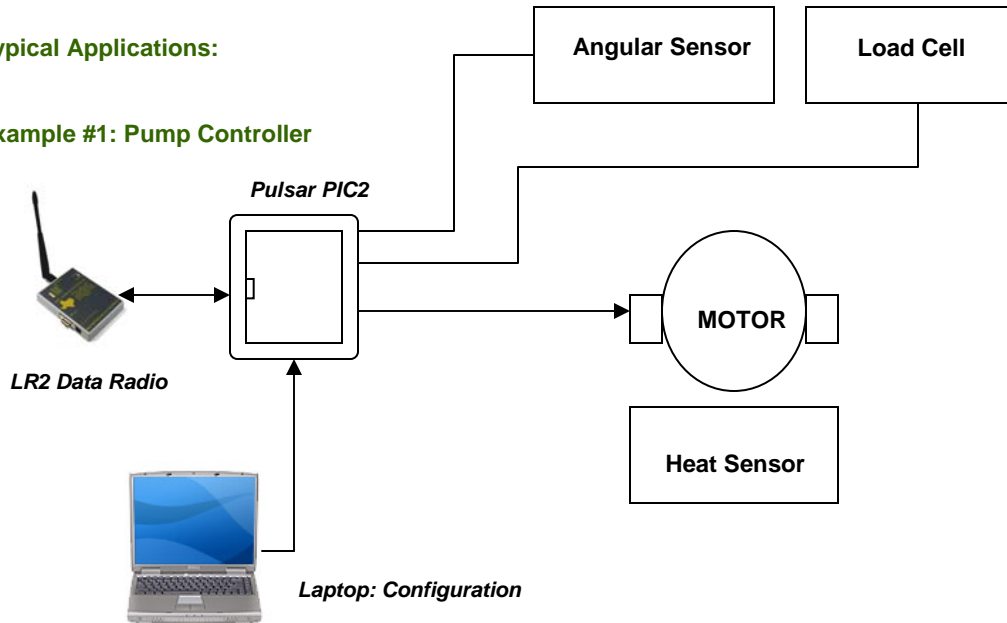 ypical Applications:
Angular Sensor
Load Cell
xample #1: Pump Controller
Pulsar PIC2
MOTOR
LR2 Data Radio
Heat Sensor
Laptop: Configuration